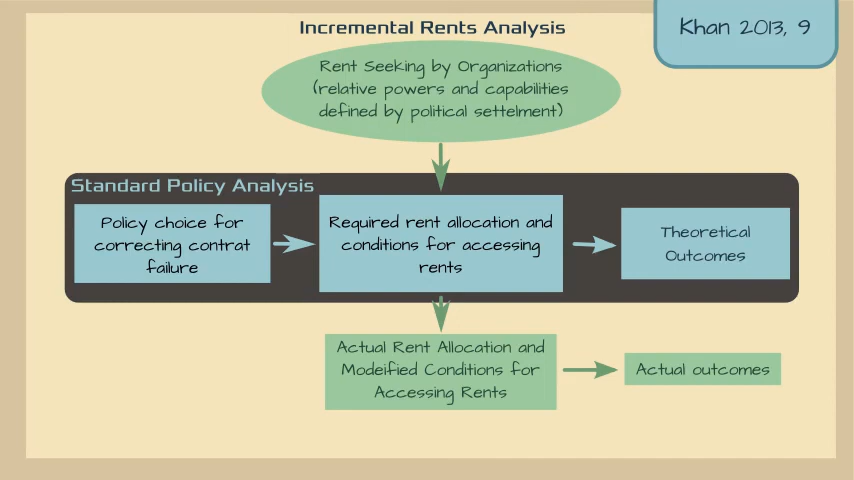 Incremental Rents Analysis
Khan 2013, 9
Rent Seeking by Organizations
(relative powers and capabilities
defined by political settelment)
Standard Policy Analysis
Policy choice for
correcting contrat
failure
Required rent allocation and
conditions for accessing
rents
Theoretical
Outcomes
Actual Rent Allocation and
Modeified Conditions for
Accessing Rents
Actual outcomes